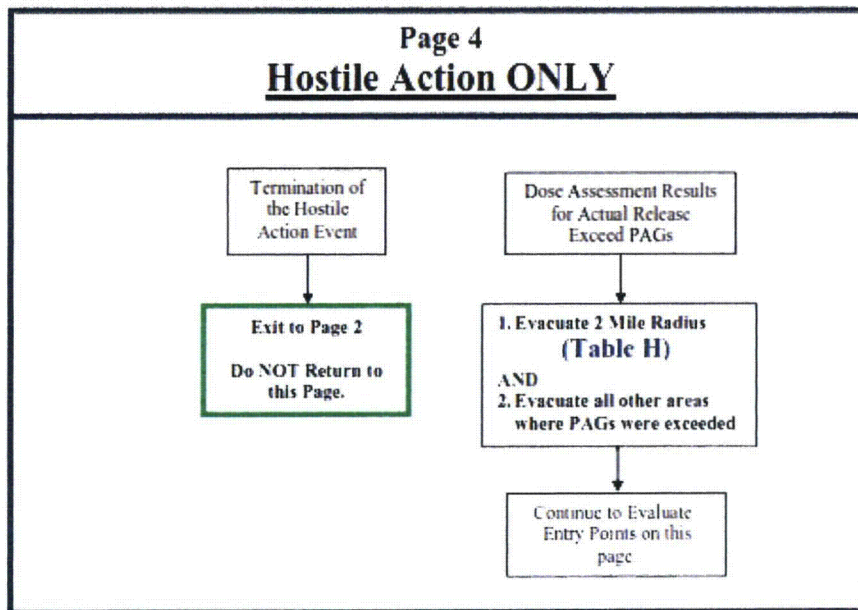 Page 4
Hostile Action ONLY
Termination of
the Hostile
Action Event
Exit to Page 2
Do NOT Return to
this Page.
Dose Assessment Results
for Actual Release
Exceed PAGs
1. Evacuate 2 Mile Radius
(Table H)
AND
2. Evacuate all other areas
where PAGs were exceeded
Continue to Evaluate
Entry Points on this
page